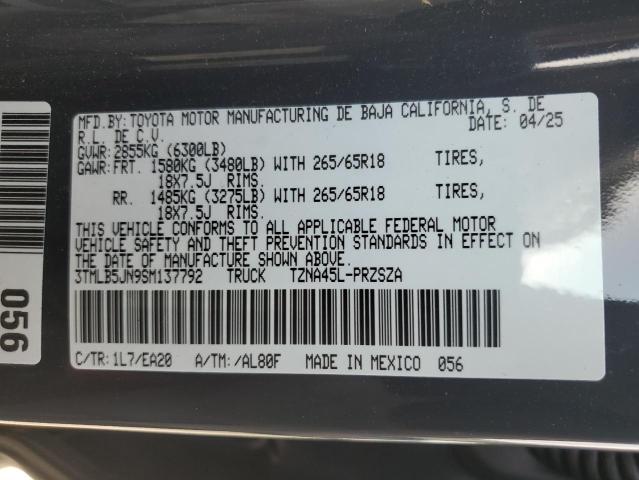 MFD.BY:TOYOTA MOTOR MANUFACTURING DE BAJA CALIFORNIA, S. DE
R.L. DE C.V. DATE: 04/25
GVWR: 2855KG (6300LB)
GAWR:FRT. 1580KG (3480LB) WITH 265/65R18 TIRES,
18X7.5J RIMS.
RR. 1485KG (3275LB) WITH 265/65R18 TIRES,
18X7.5J RIMS.
THIS VEHICLE CONFORMS TO ALL APPLICABLE FEDERAL MOTOR
VEHICLE SAFETY AND THEFT PREVENTION STANDARDS IN EFFECT ON
THE DATE OF MANUFACTURE SHOWN ABOVE.
3TMLB5JN9SM137792 TRUCK TZNA45L-PRZSZA
C/TR: 1L7/EA20 A/TM: /AL80F MADE IN MEXICO 056
056